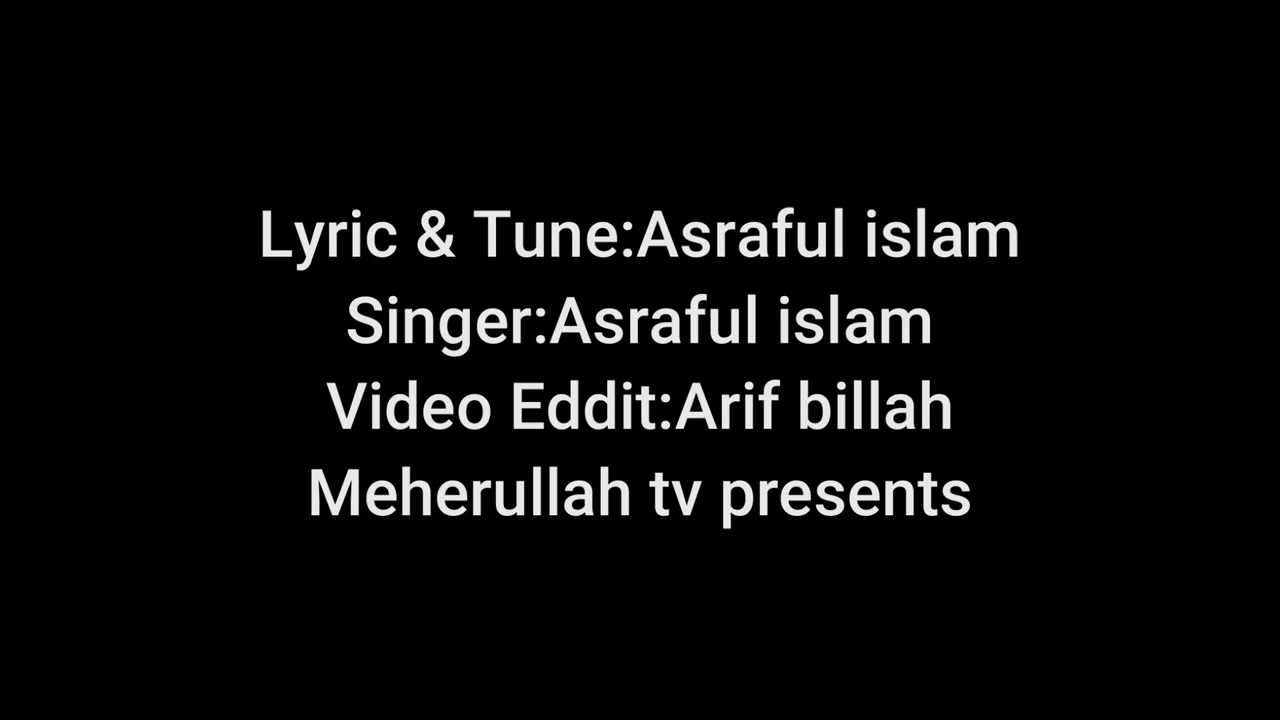 Lyric & Tune:Asraful islam
Singer:Asraful islam
Video Eddit:Arif billah
Meherullah tv presents